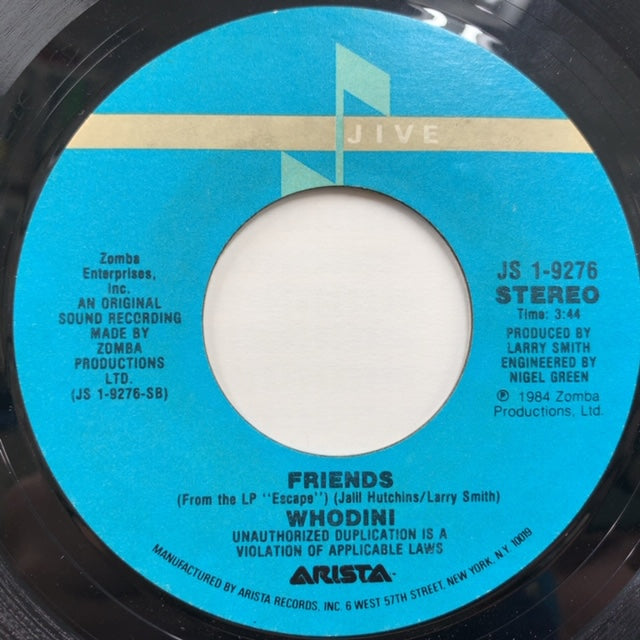 JIVE
Zomba
Enterprises,
Inc.
AN ORIGINAL
SOUND RECORDING
MADE BY
ZOMBA
PRODUCTIONS
LTD.
(JS 1-9276-SB)
JS 1-9276
STEREO
Time: 3:44
PRODUCED BY
LARRY SMITH
ENGINEERED BY
NIGEL GREEN
℗ 1984 Zomba
Productions, Ltd.
FRIENDS
(From the LP "Escape") (Jalil Hutchins/Larry Smith)
WHODINI
UNAUTHORIZED DUPLICATION IS A
VIOLATION OF APPLICABLE LAWS
ARISTA
MANUFACTURED BY ARISTA RECORDS, INC. 6 WEST 57TH STREET, NEW YORK, N.Y. 10019